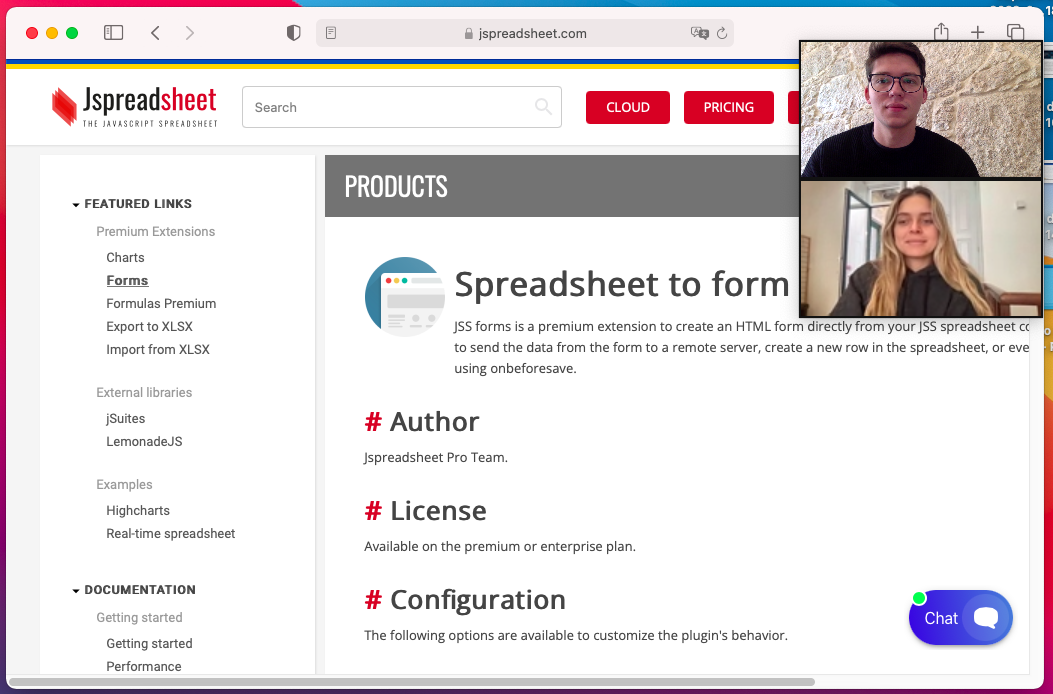 jspreadsheet.com
Jspreadsheet
THE JAVASCRIPT SPREADSHEET
Search
CLOUD
PRICING
FEATURED LINKS
Premium Extensions
Charts
Forms
Formulas Premium
Export to XLSX
Import from XLSX
External libraries
jSuites
LemonadeJS
Examples
Highcharts
Real-time spreadsheet
DOCUMENTATION
Getting started
Getting started
Performance
PRODUCTS
Spreadsheet to form
JSS forms is a premium extension to create an HTML form directly from your JSS spreadsheet
to send the data from the form to a remote server, create a new row in the spreadsheet, or
using onbeforesave.
# Author
Jspreadsheet Pro Team.
# License
Available on the premium or enterprise plan.
# Configuration
The following options are available to customize the plugin's behavior.
Chat